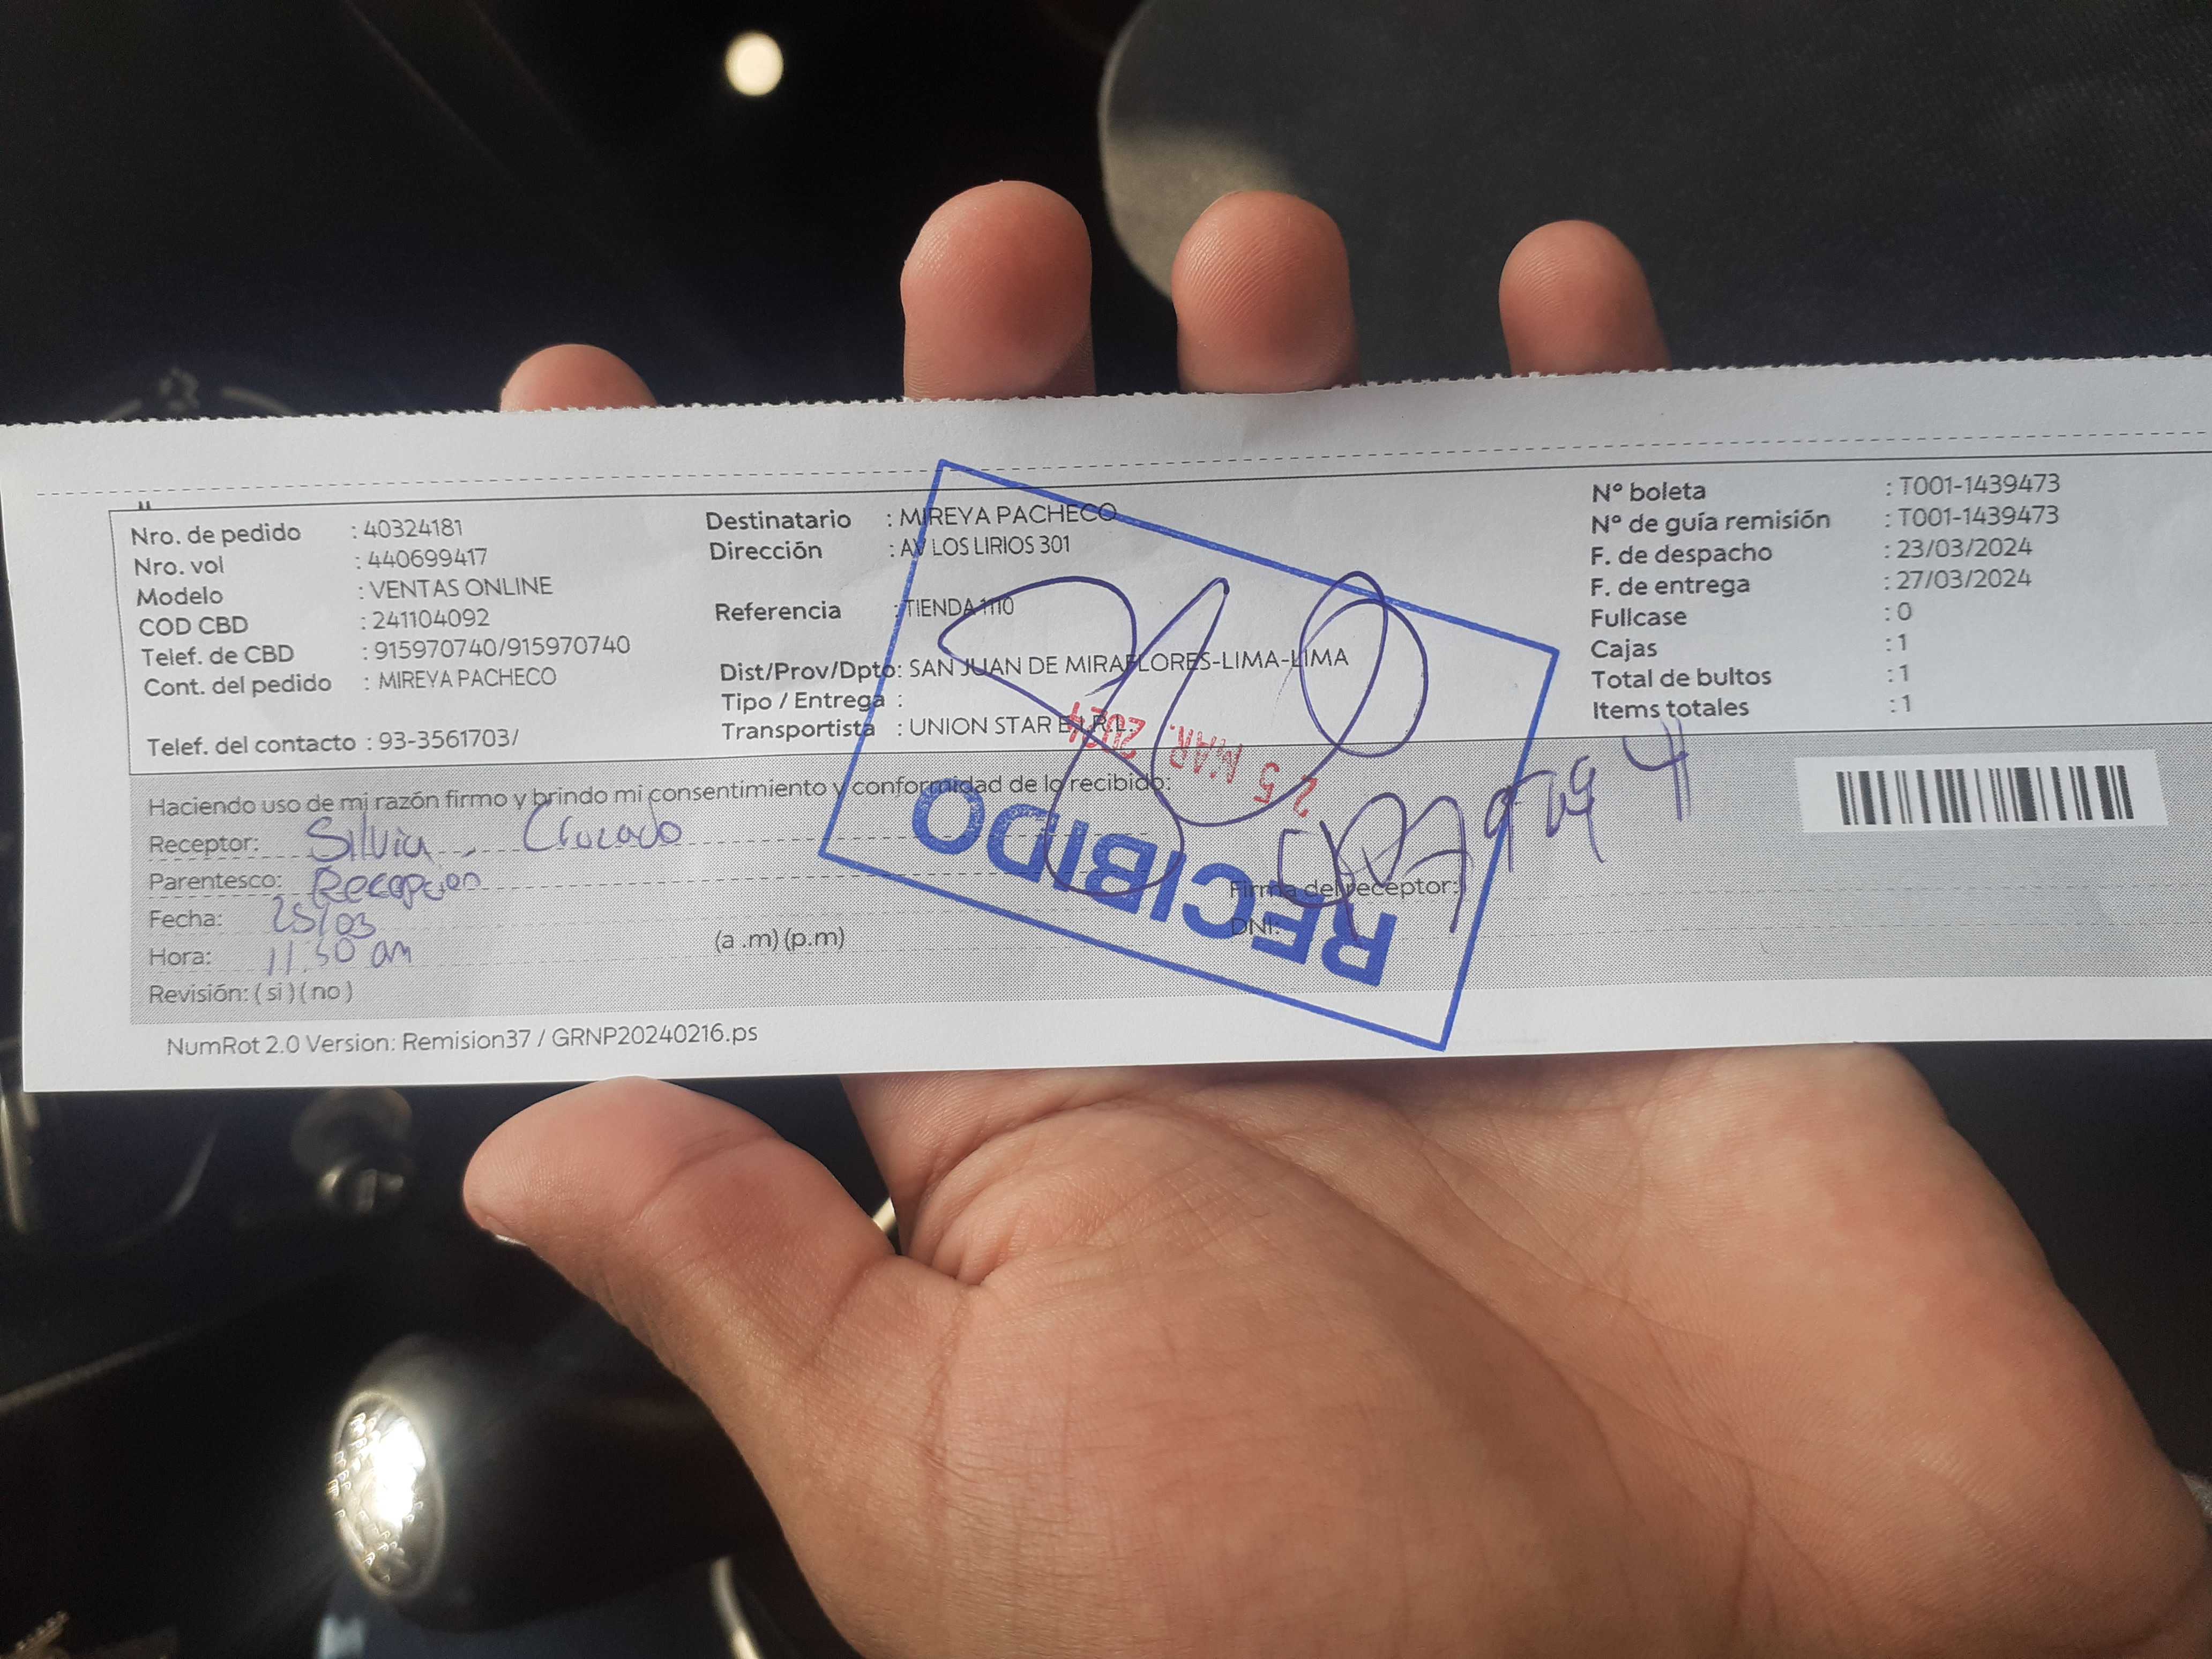 Nro. de pedido : 40324181
Nro. vol : 440699417
Modelo : VENTAS ONLINE
COD CBD : 241104092
Telef. de CBD : 915970740/915970740
Cont. del pedido : MIREYA PACHECO
Telef. del contacto : 93-3561703/
Destinatario : MIREYA PACHECO
Dirección : AV LOS LIRIOS 301
Referencia : TIENDA 1110
Dist/Prov/Dpto: SAN JUAN DE MIRAFLORES-LIMA-LIMA
Tipo / Entrega :
Transportista : UNION STAR E.I.R.L.
N° boleta : T001-1439473
N° de guía remisión : T001-1439473
F. de despacho : 23/03/2024
F. de entrega : 27/03/2024
Fullcase : 0
Cajas : 1
Total de bultos : 1
Items totales : 1
Haciendo uso de mi razón firmo y brindo mi consentimiento y conformidad de lo recibido:
Receptor: Silvia Cruzado
Parentesco: Recepcion
Fecha: 25/03
Hora: 11:30 am (a .m) (p.m)
Revisión: ( si ) ( no )
Firma del receptor:
DNI:
25 MAR. 2024
RECIBIDO
NumRot 2.0 Version: Remision37 / GRNP20240216.ps